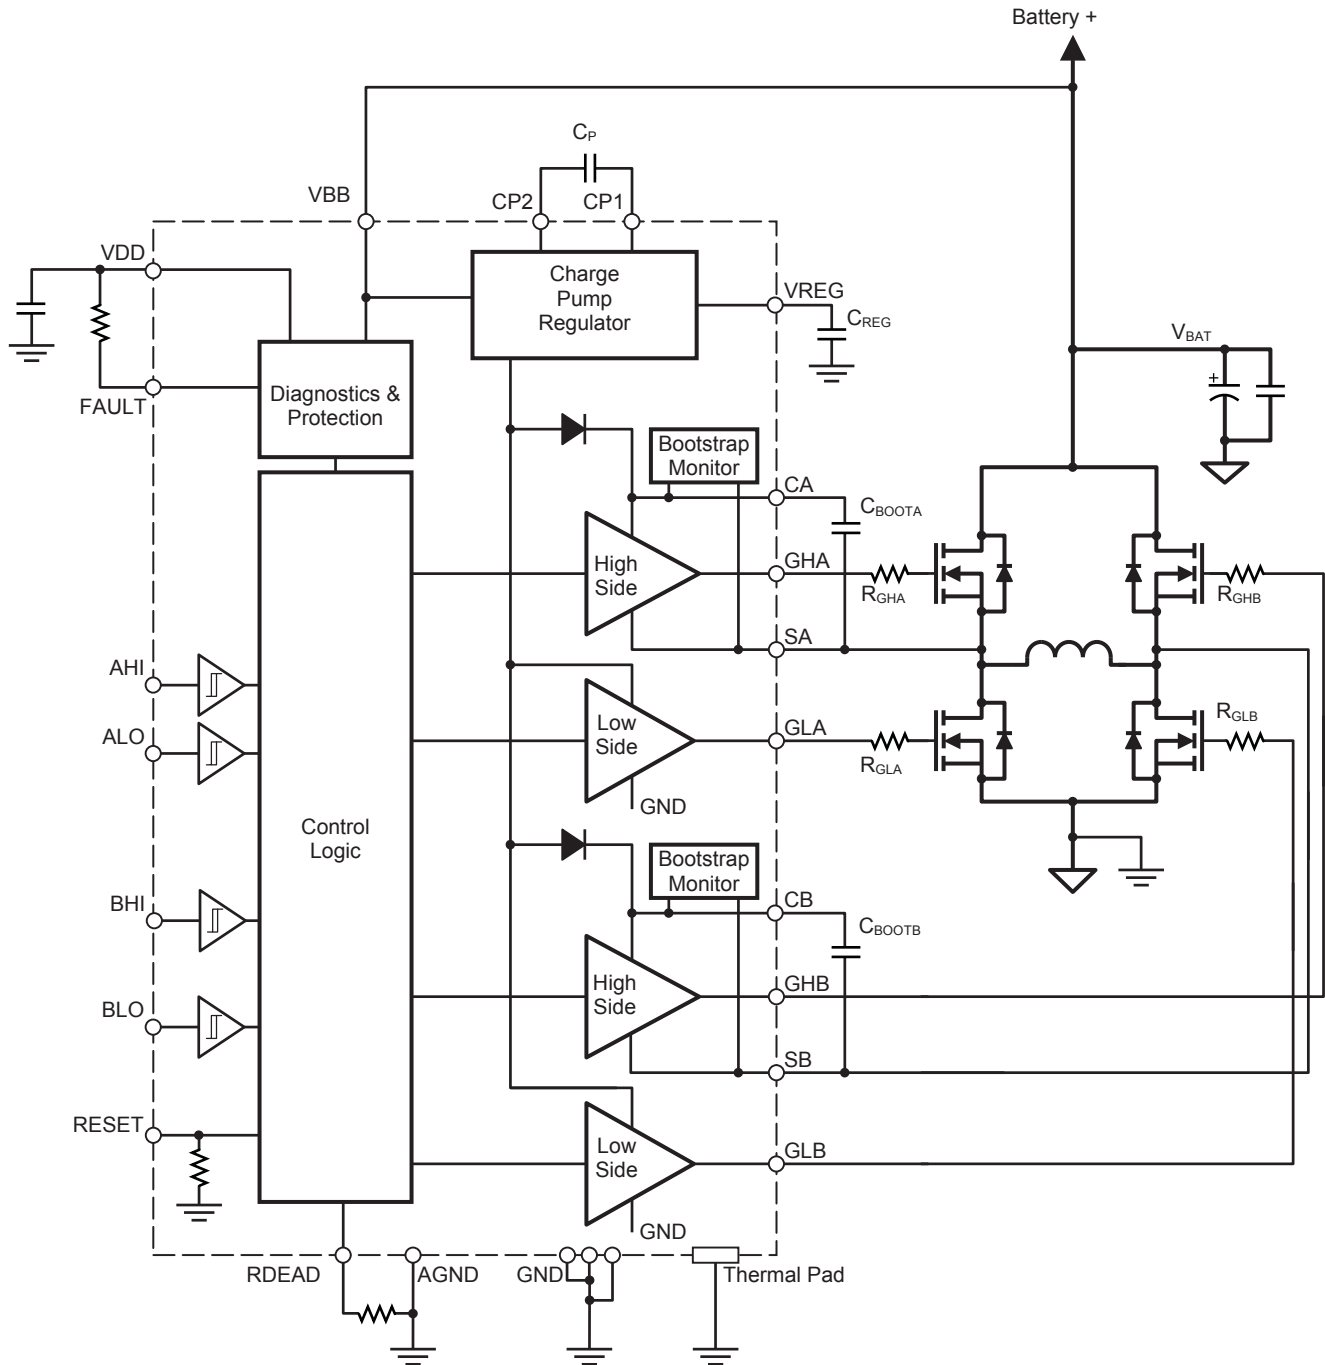 Battery +
CP
VBB
CP2
CP1
VDD
Charge
Pump
Regulator
VREG
CREG
VBAT
+
FAULT
Diagnostics &
Protection
Bootstrap
Monitor
CA
CBOOTA
High
Side
GHA
RGHA
RGHB
SA
AHI
ALO
Low
Side
GLA
RGLA
RGLB
GND
Control
Logic
Bootstrap
Monitor
BHI
CB
CBOOTB
High
Side
GHB
BLO
SB
RESET
Low
Side
GLB
GND
RDEAD
AGND
GND
Thermal Pad